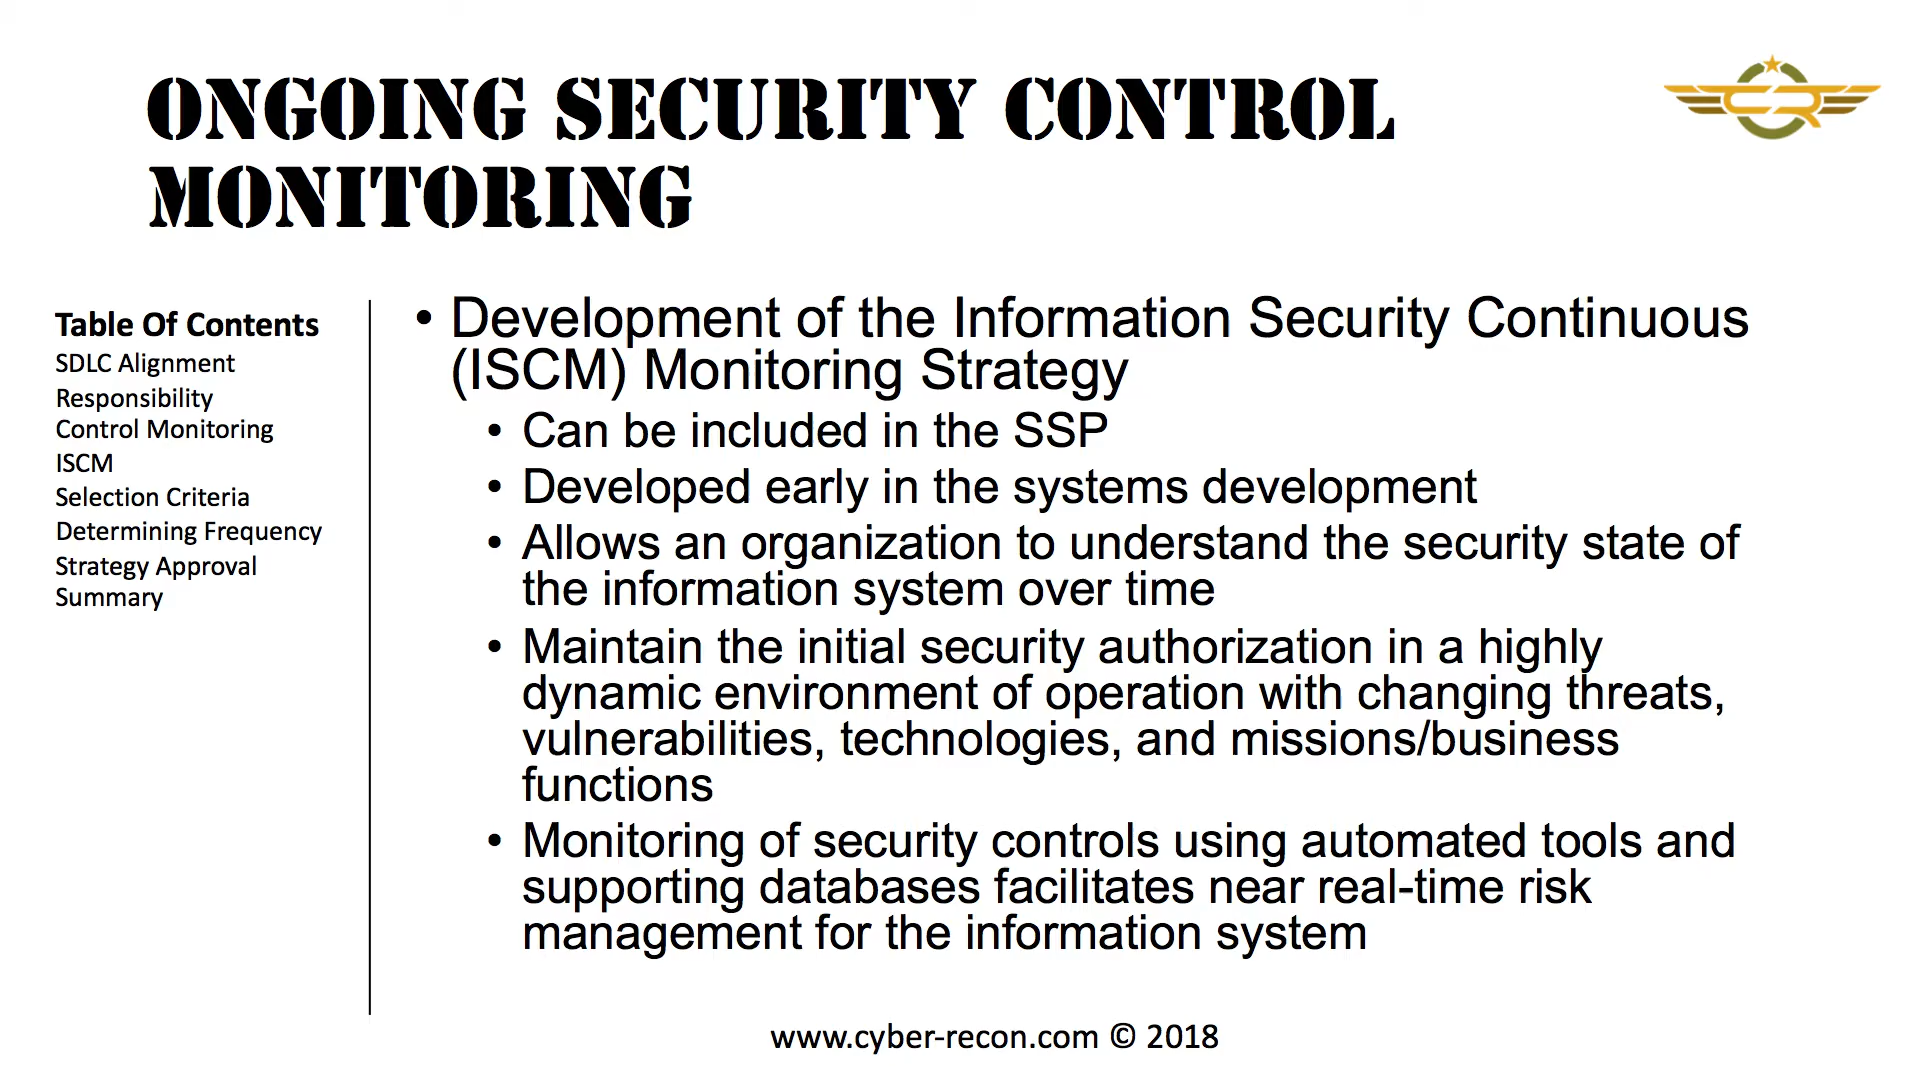 ONGOING SECURITY CONTROL
MONITORING
CR
Table Of Contents
SDLC Alignment
Responsibility
Control Monitoring
ISCM
Selection Criteria
Determining Frequency
Strategy Approval
Summary
• Development of the Information Security Continuous
(ISCM) Monitoring Strategy
• Can be included in the SSP
• Developed early in the systems development
• Allows an organization to understand the security state of
the information system over time
• Maintain the initial security authorization in a highly
dynamic environment of operation with changing threats,
vulnerabilities, technologies, and missions/business
functions
• Monitoring of security controls using automated tools and
supporting databases facilitates near real-time risk
management for the information system
www.cyber-recon.com © 2018